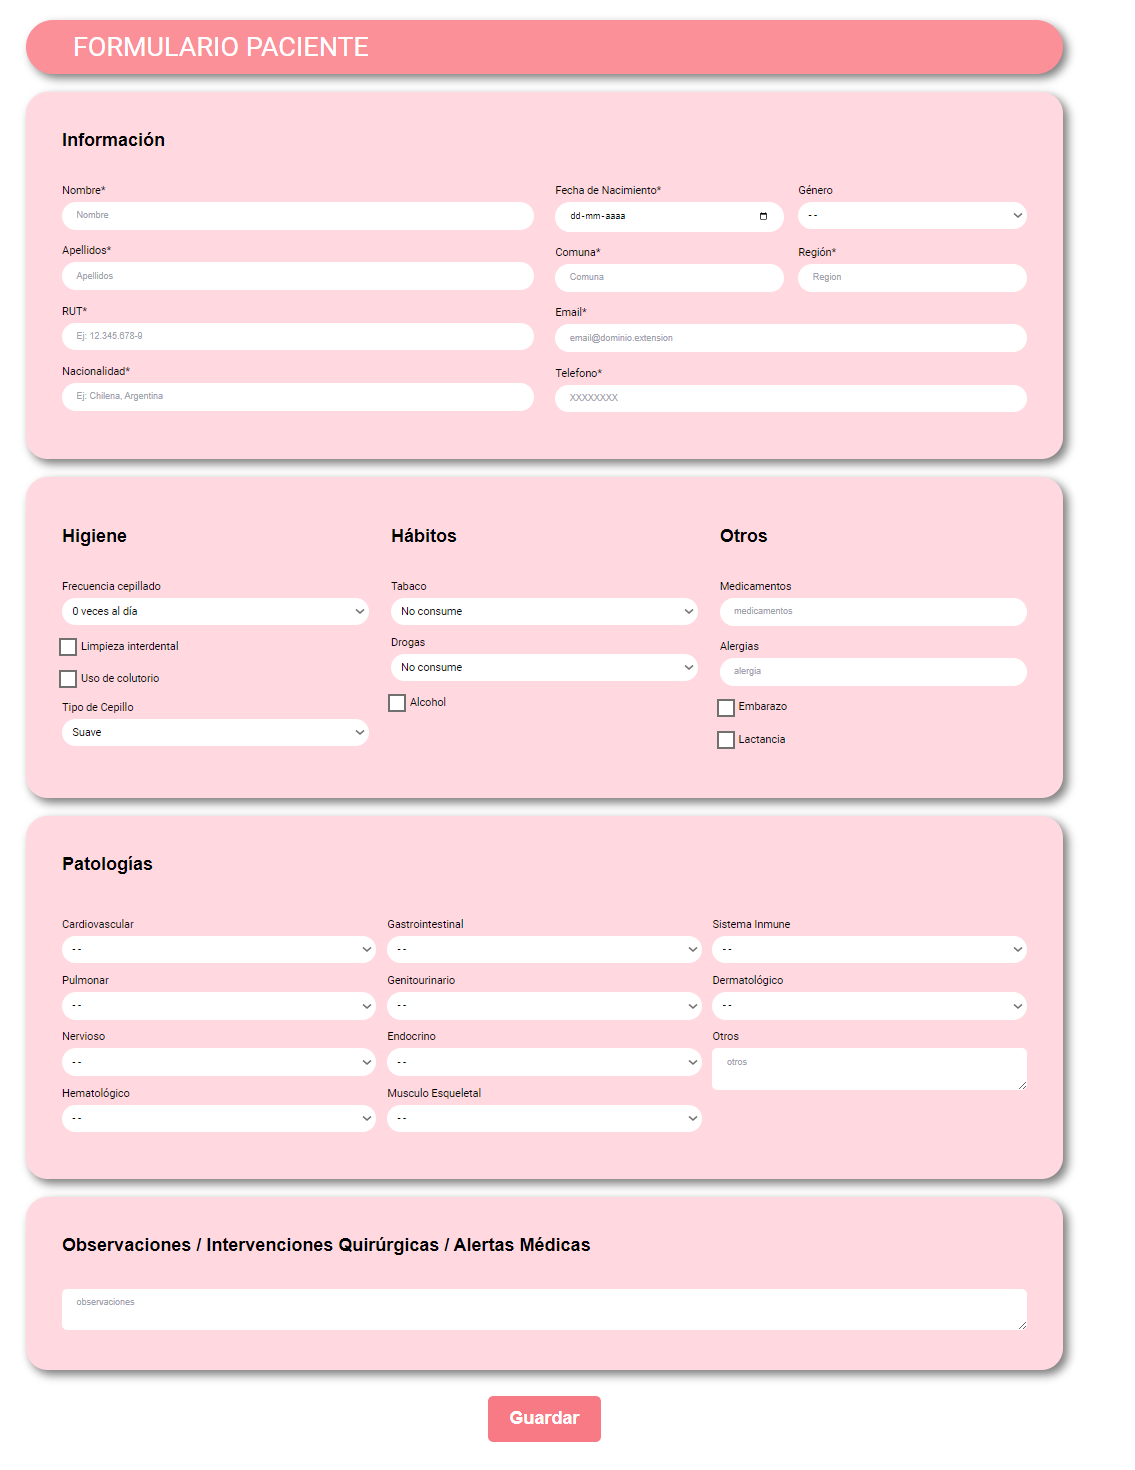 FORMULARIO PACIENTE
Información
Nombre*
Nombre
Apellidos*
Apellidos
RUT*
Ej: 12.345.678-9
Nacionalidad*
Ej: Chilena, Argentina
Fecha de Nacimiento*
dd-mm-aaaa
Género
--
Comuna*
Comuna
Región*
Region
Email*
email@dominio.extension
Telefono*
XXXXXXXX
Higiene
Frecuencia cepillado
0 veces al día
Limpieza interdental
Uso de colutorio
Tipo de Cepillo
Suave
Hábitos
Tabaco
No consume
Drogas
No consume
Alcohol
Otros
Medicamentos
medicamentos
Alergias
alergia
Embarazo
Lactancia
Patologías
Cardiovascular
--
Pulmonar
--
Nervioso
--
Hematológico
--
Gastrointestinal
--
Genitourinario
--
Endocrino
--
Musculo Esqueletal
--
Sistema Inmune
--
Dermatológico
--
Otros
otros
Observaciones / Intervenciones Quirúrgicas / Alertas Médicas
observaciones
Guardar